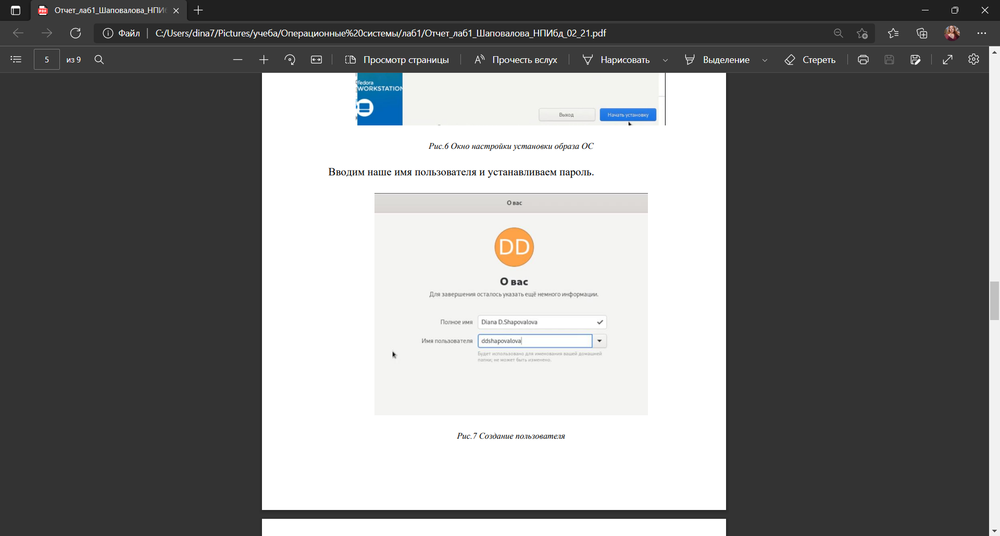 Отчет_лаб1_Шаповалова_НПИ
Файл
C:/Users/dina7/Pictures/учеба/Операционные%20системы/лаб1/Отчет_лаб1_Шаповалова_НПИбд_02_21.pdf
5 из 9
Просмотр страницы
Прочесть вслух
Нарисовать
Выделение
Стереть
fedora
WORKSTATION
Выход
Начать установку
Рис.6 Окно настройки установки образа ОС
Вводим наше имя пользователя и устанавливаем пароль.
О вас
DD
О вас
Для завершения осталось указать ещё немного информации.
Полное имя Diana D.Shapovalova
Имя пользователя ddshapovalova
Будет использовано для именования вашей домашней
папки; не может быть изменено.
Рис.7 Создание пользователя